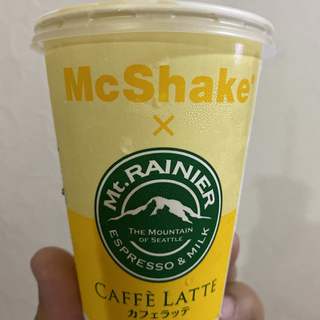 McShake®
×
Mt. RAINIER
THE MOUNTAIN
OF SEATTLE
ESPRESSO & MILK
CAFFÈ LATTE
カフェラッテ